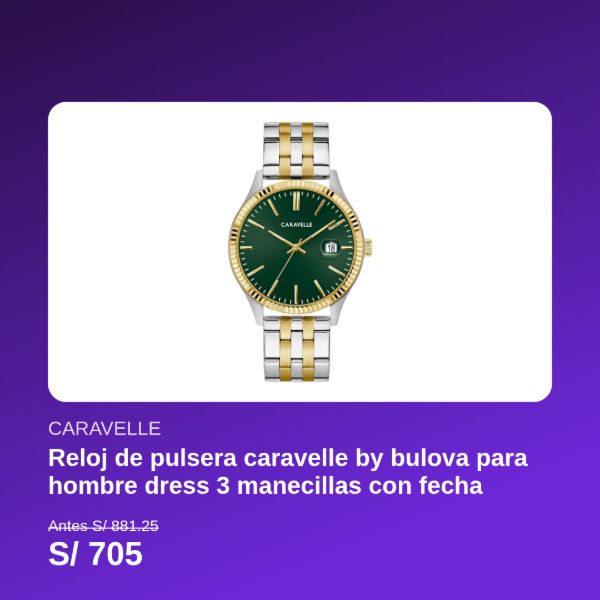 CARAVELLE
18
CARAVELLE
Reloj de pulsera caravelle by bulova para
hombre dress 3 manecillas con fecha
Antes S/ 881.25
S/ 705